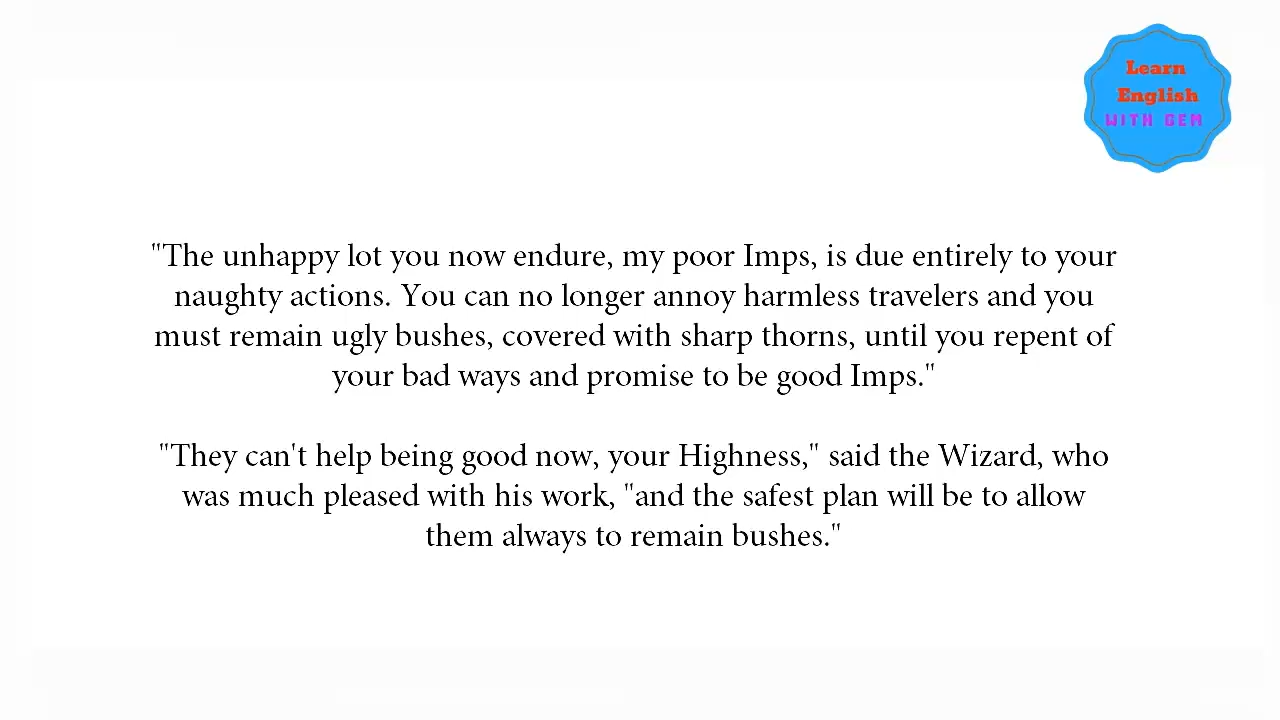 Learn
English
WITH GEM
"The unhappy lot you now endure, my poor Imps, is due entirely to your
naughty actions. You can no longer annoy harmless travelers and you
must remain ugly bushes, covered with sharp thorns, until you repent of
your bad ways and promise to be good Imps."
"They can't help being good now, your Highness," said the Wizard, who
was much pleased with his work, "and the safest plan will be to allow
them always to remain bushes."